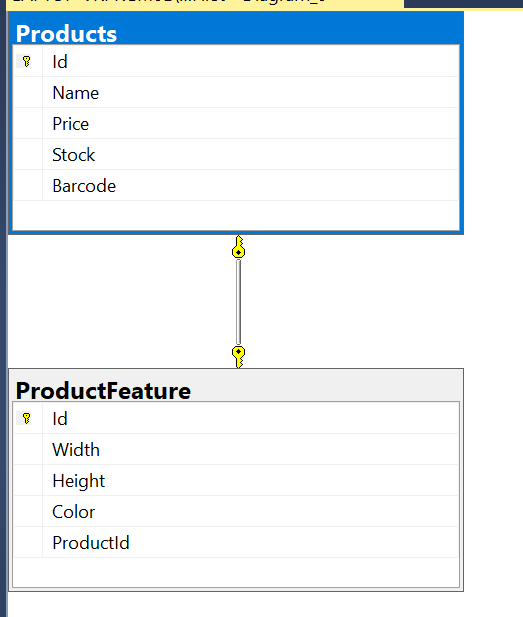 Products
Id
Name
Price
Stock
Barcode
ProductFeature
Id
Width
Height
Color
ProductId